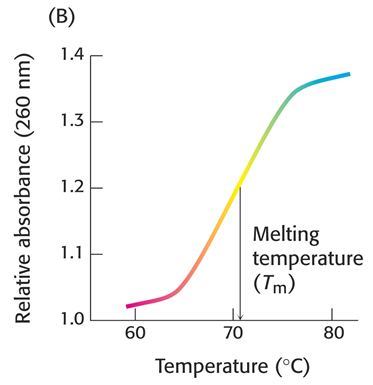 (B)
Relative absorbance (260 nm)
1.4
1.3
1.2
1.1
1.0
Melting
temperature
(Tm)
60
70
80
Temperature (°C)